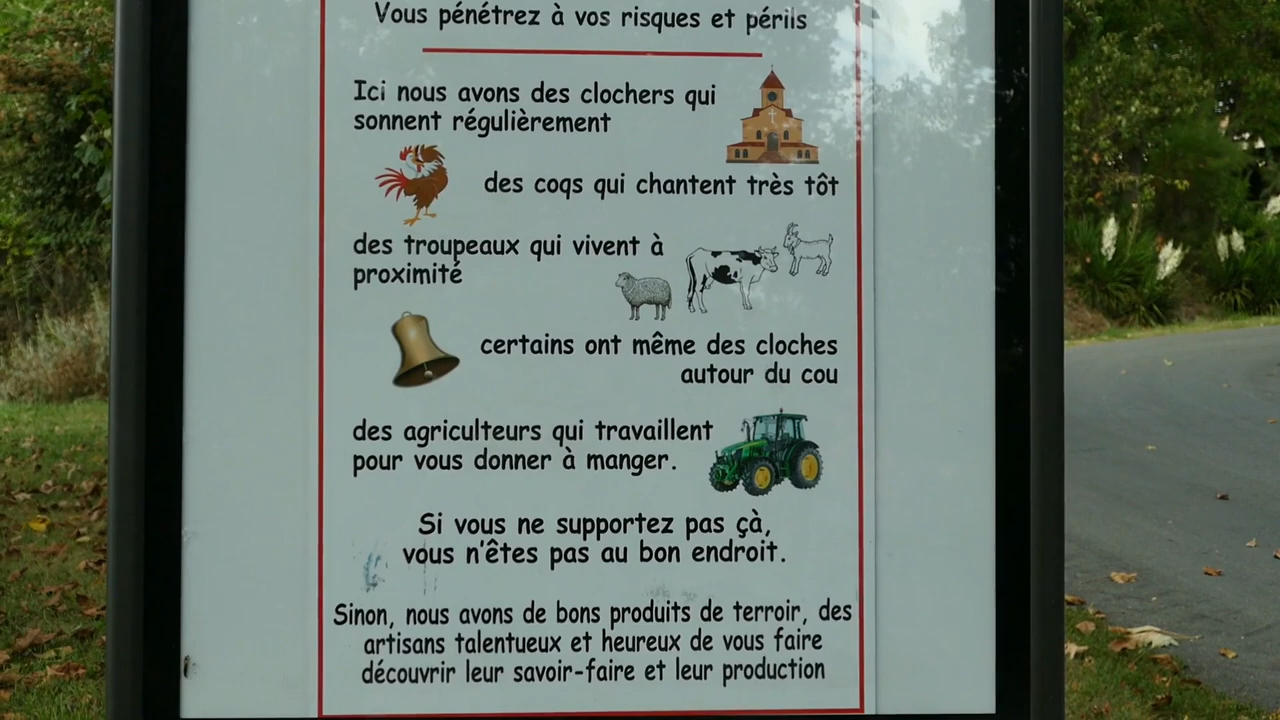 Vous pénétrez à vos risques et périls
Ici nous avons des clochers qui
sonnent régulièrement
des coqs qui chantent très tôt
des troupeaux qui vivent à
proximité
certains ont même des cloches
autour du cou
des agriculteurs qui travaillent
pour vous donner à manger.
Si vous ne supportez pas çà,
vous n'êtes pas au bon endroit.
Sinon, nous avons de bons produits de terroir, des
artisans talentueux et heureux de vous faire
découvrir leur savoir-faire et leur production